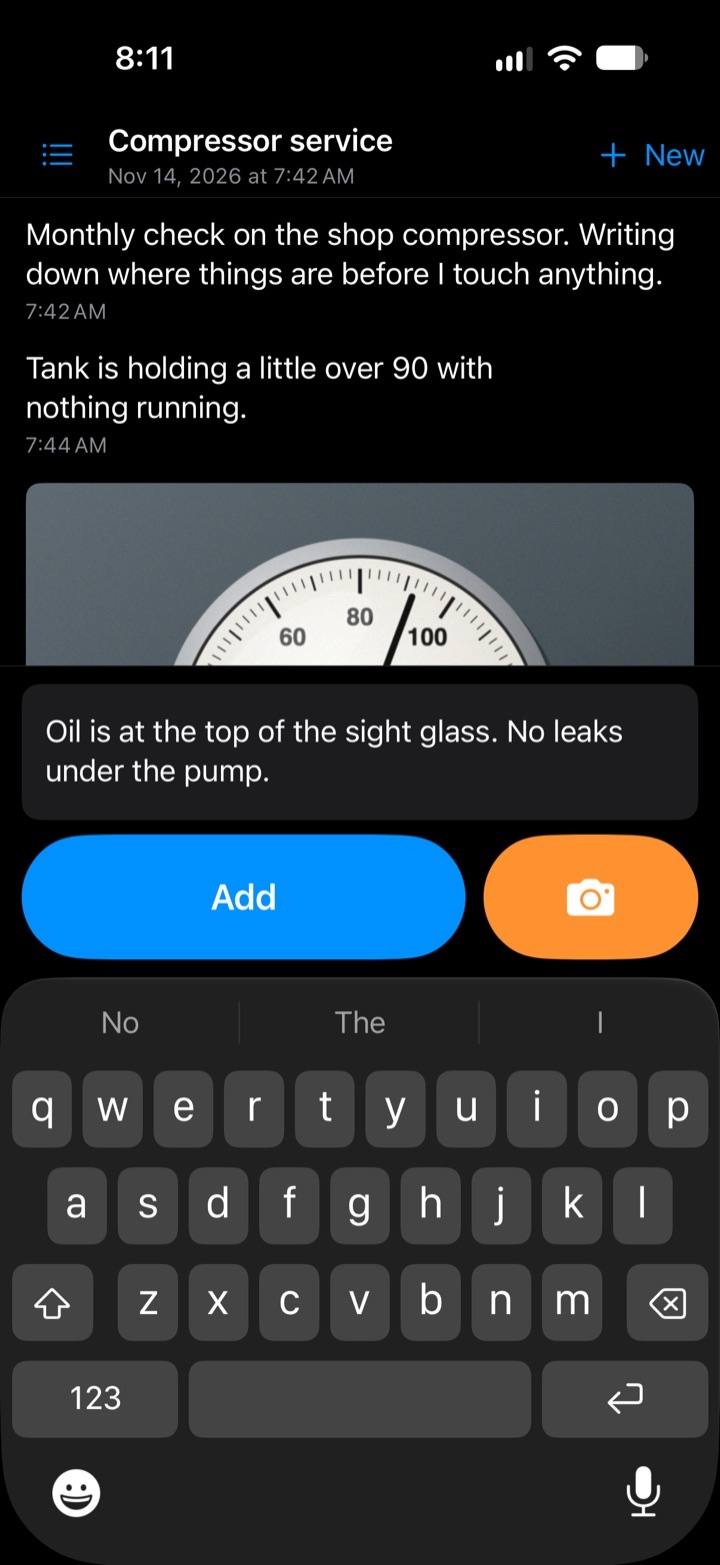 8:11
Compressor service
Nov 14, 2026 at 7:42 AM
+ New
Monthly check on the shop compressor. Writing
down where things are before I touch anything.
7:42 AM
Tank is holding a little over 90 with
nothing running.
7:44 AM
60 80 100
Oil is at the top of the sight glass. No leaks
under the pump.
Add
No The I
q w e r t y u i o p
a s d f g h j k l
z x c v b n m
123